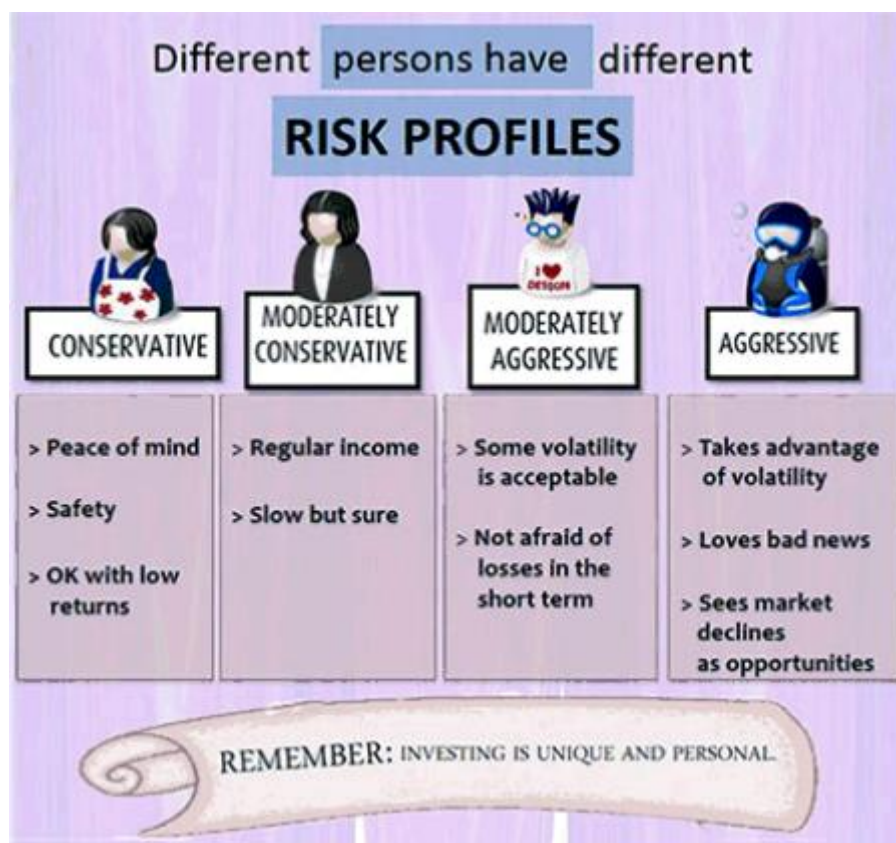 Different persons have different
RISK PROFILES
I ❤ DESIGN
CONSERVATIVE
MODERATELY
CONSERVATIVE
MODERATELY
AGGRESSIVE
AGGRESSIVE
> Peace of mind
> Safety
> OK with low
returns
> Regular income
> Slow but sure
> Some volatility
is acceptable
> Not afraid of
losses in the
short term
> Takes advantage
of volatility
> Loves bad news
> Sees market
declines
as opportunities
REMEMBER: INVESTING IS UNIQUE AND PERSONAL.